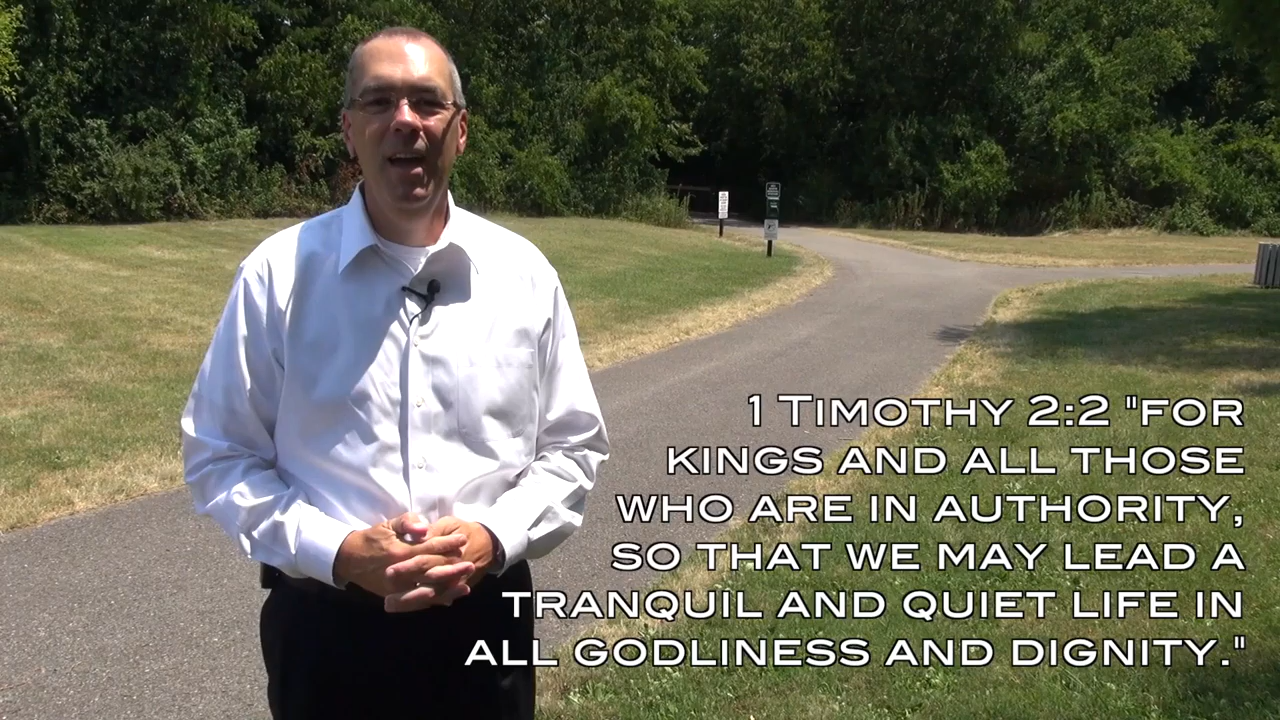 1 TIMOTHY 2:2 "FOR
KINGS AND ALL THOSE
WHO ARE IN AUTHORITY,
SO THAT WE MAY LEAD A
TRANQUIL AND QUIET LIFE IN
ALL GODLINESS AND DIGNITY."